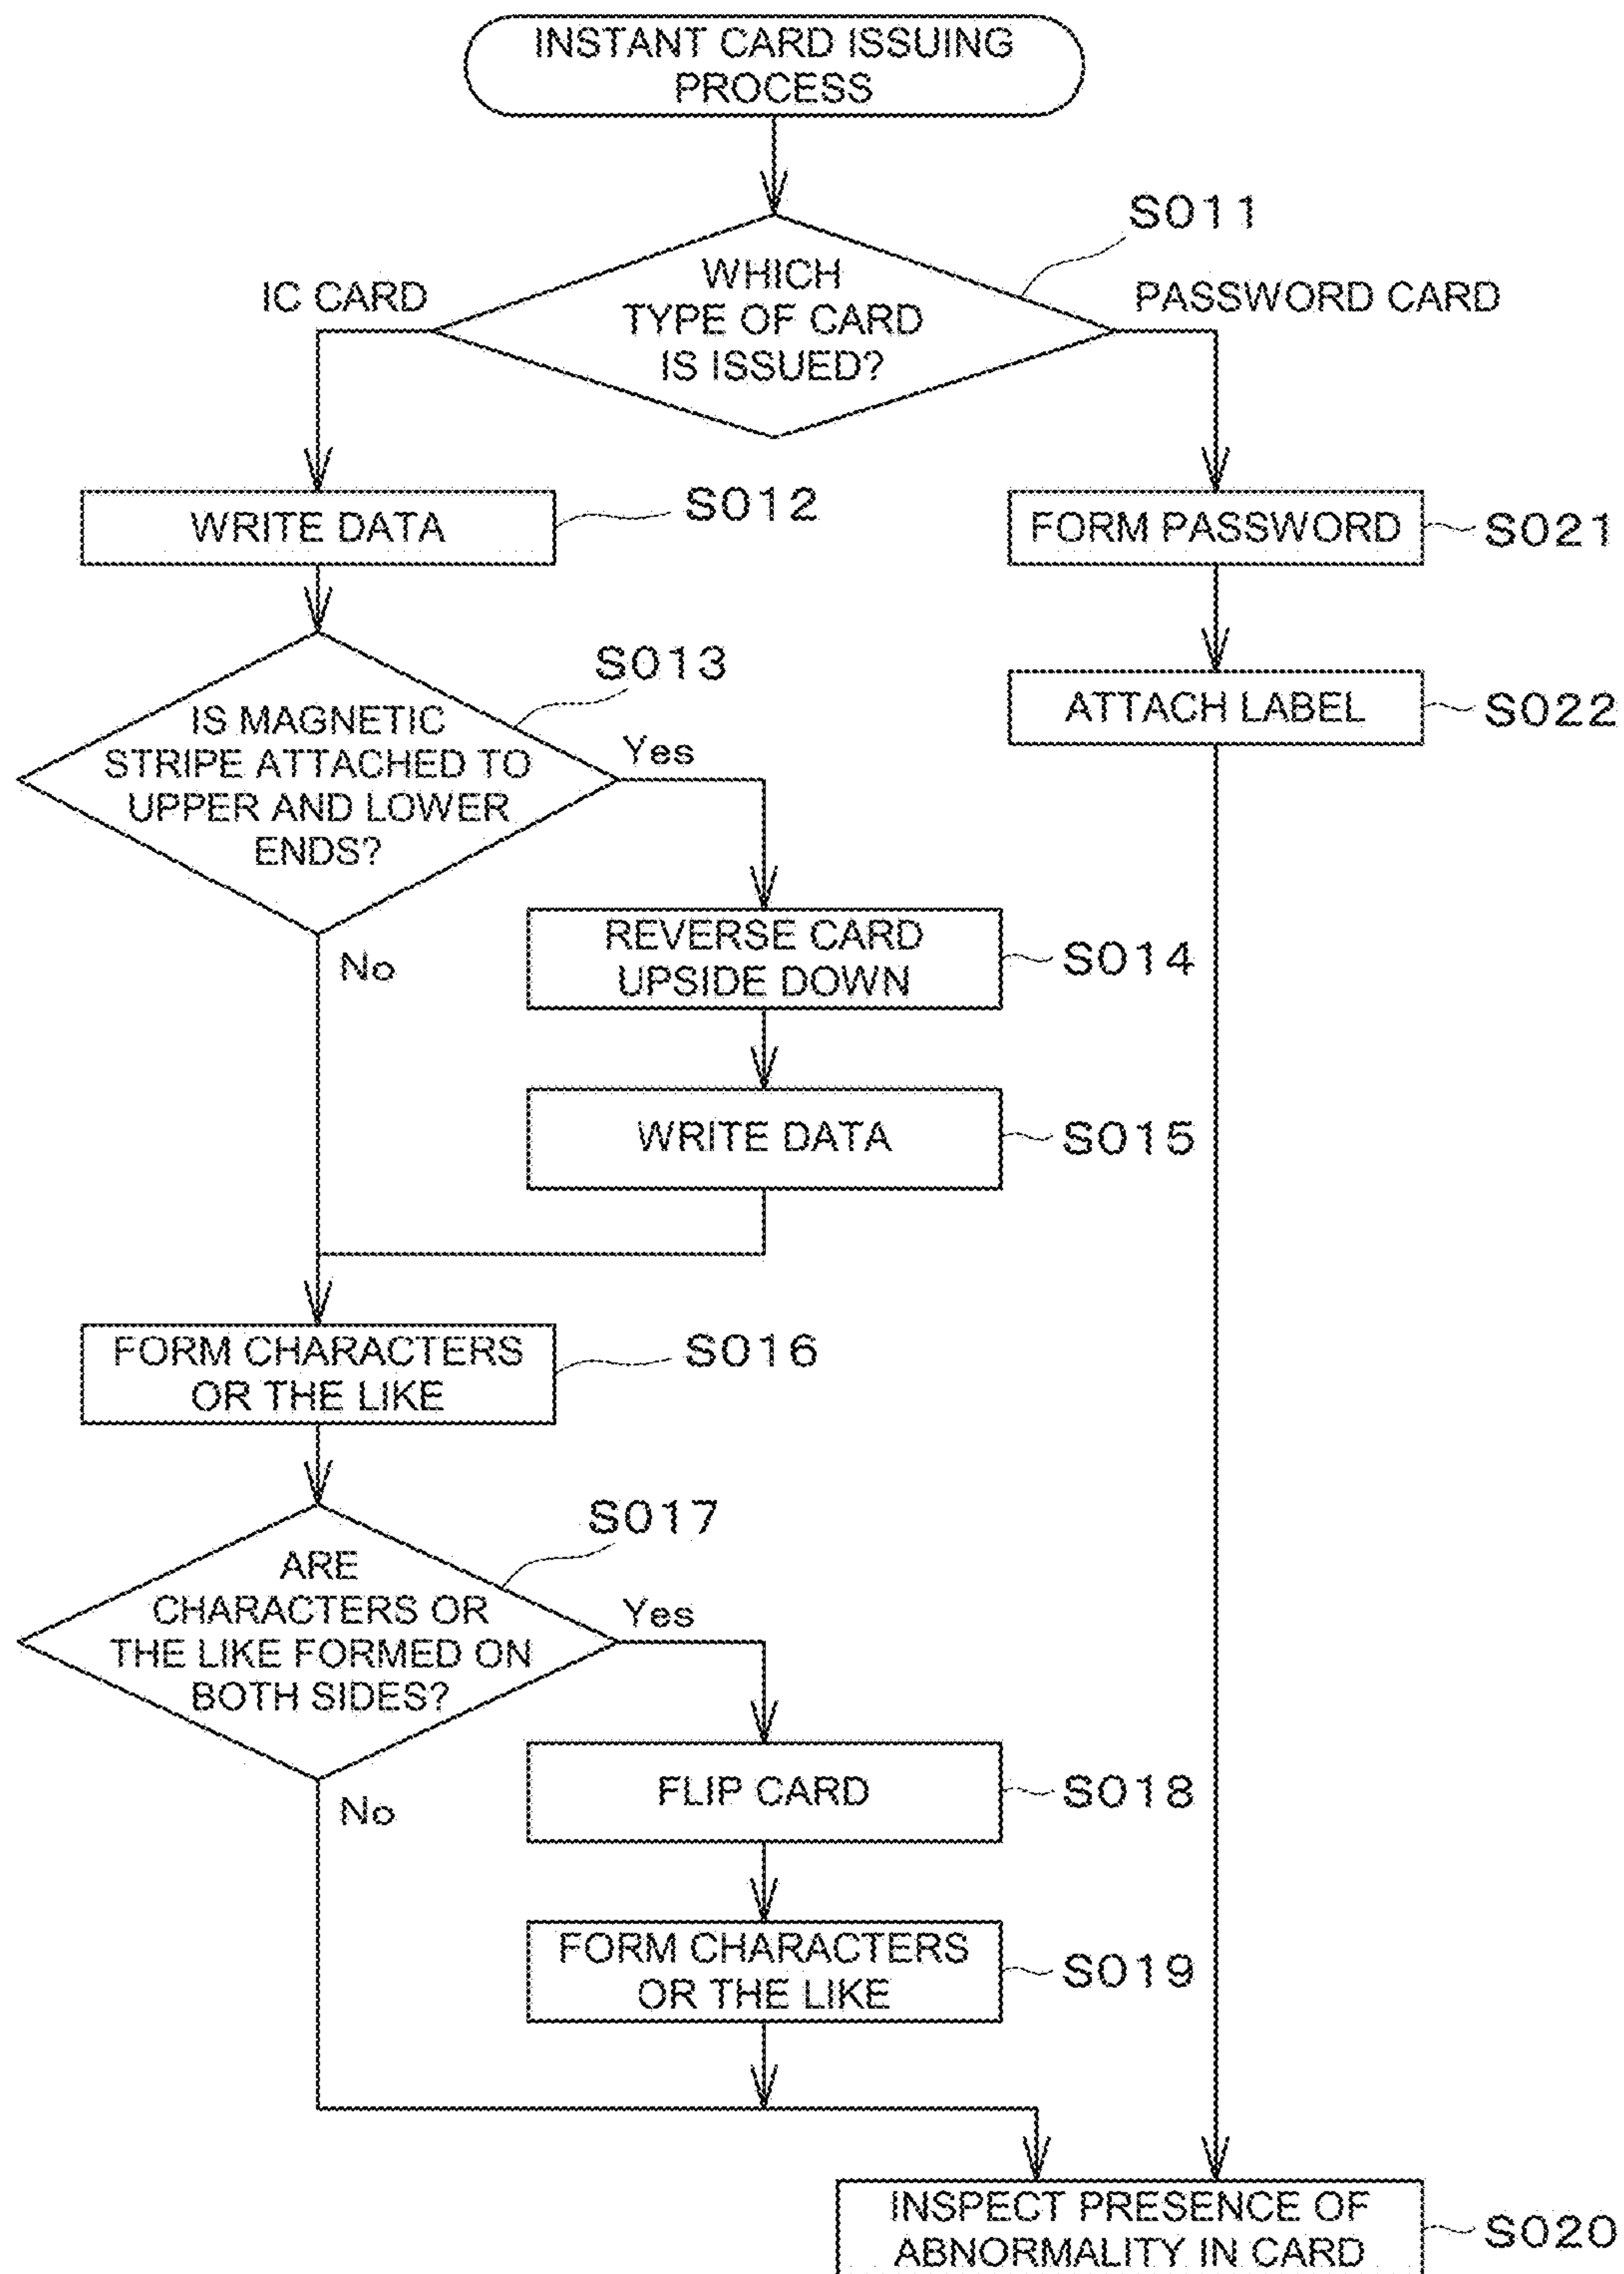 INSTANT CARD ISSUING
PROCESS
S011
WHICH
TYPE OF CARD
IS ISSUED?
IC CARD
PASSWORD CARD
WRITE DATA
S012
FORM PASSWORD
S021
S013
IS MAGNETIC
STRIPE ATTACHED TO
UPPER AND LOWER
ENDS?
Yes
No
ATTACH LABEL
S022
REVERSE CARD
UPSIDE DOWN
S014
WRITE DATA
S015
FORM CHARACTERS
OR THE LIKE
S016
S017
ARE
CHARACTERS OR
THE LIKE FORMED ON
BOTH SIDES?
Yes
No
FLIP CARD
S018
FORM CHARACTERS
OR THE LIKE
S019
INSPECT PRESENCE OF
ABNORMALITY IN CARD
S020